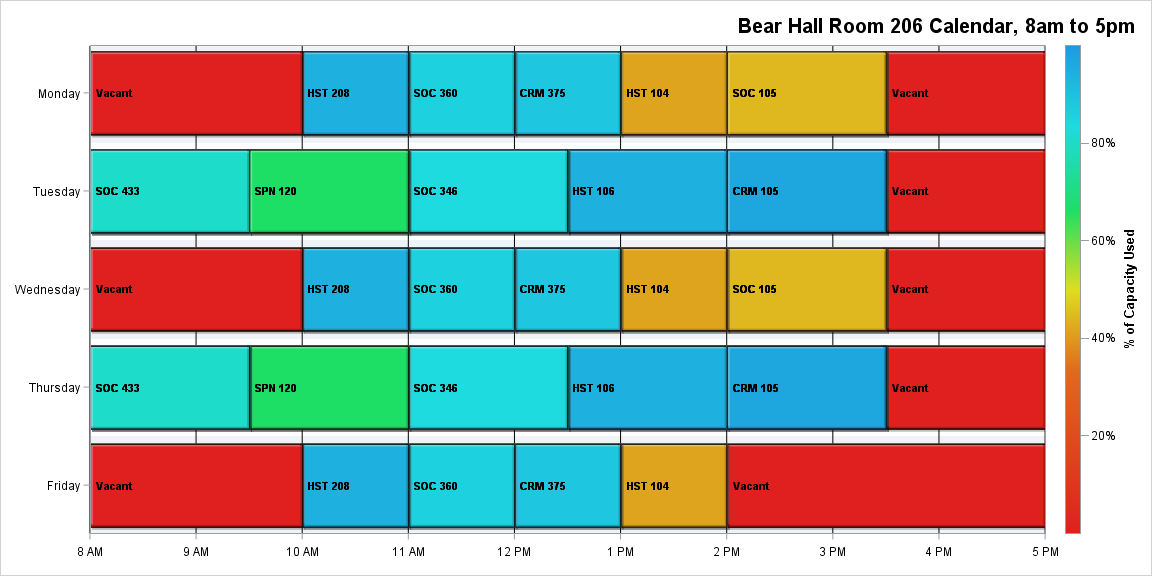 Bear Hall Room 206 Calendar, 8am to 5pm
Monday
Vacant
HST 208
SOC 360
CRM 375
HST 104
SOC 105
Vacant
Tuesday
SOC 433
SPN 120
SOC 346
HST 106
CRM 105
Vacant
Wednesday
Vacant
HST 208
SOC 360
CRM 375
HST 104
SOC 105
Vacant
Thursday
SOC 433
SPN 120
SOC 346
HST 106
CRM 105
Vacant
Friday
Vacant
HST 208
SOC 360
CRM 375
HST 104
Vacant
8 AM
9 AM
10 AM
11 AM
12 PM
1 PM
2 PM
3 PM
4 PM
5 PM
80%
60%
40%
20%
% of Capacity Used